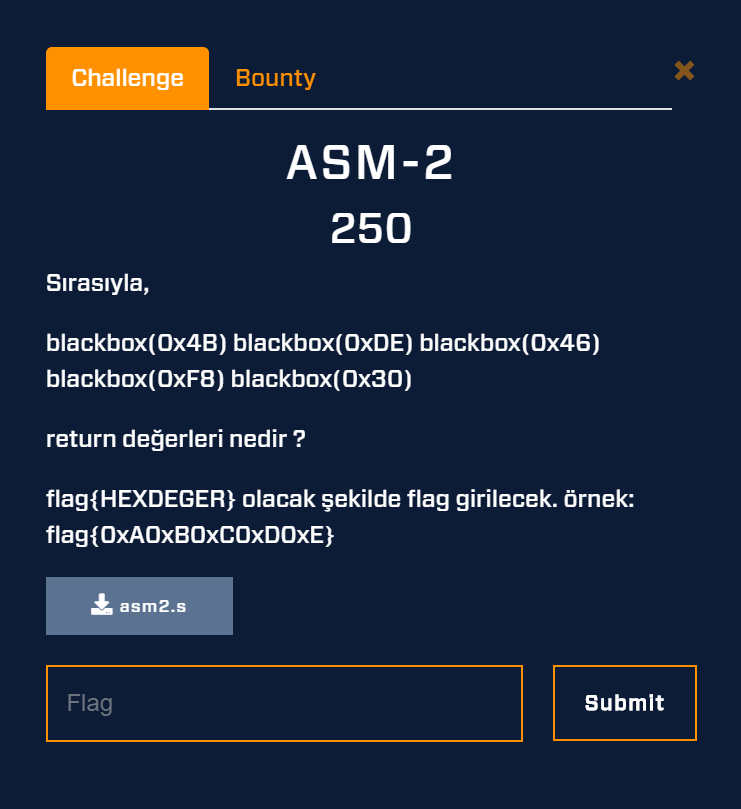 Challenge
Bounty
✖
ASM-2
250
Sırasıyla,
blackbox(0x4B) blackbox(0xDE) blackbox(0x46)
blackbox(0xF8) blackbox(0x30)
return değerleri nedir ?
flag{HEXDEGER} olacak şekilde flag girilecek. örnek:
flag{0xA0xB0xC0xD0xE}
asm2.s
Flag
Submit